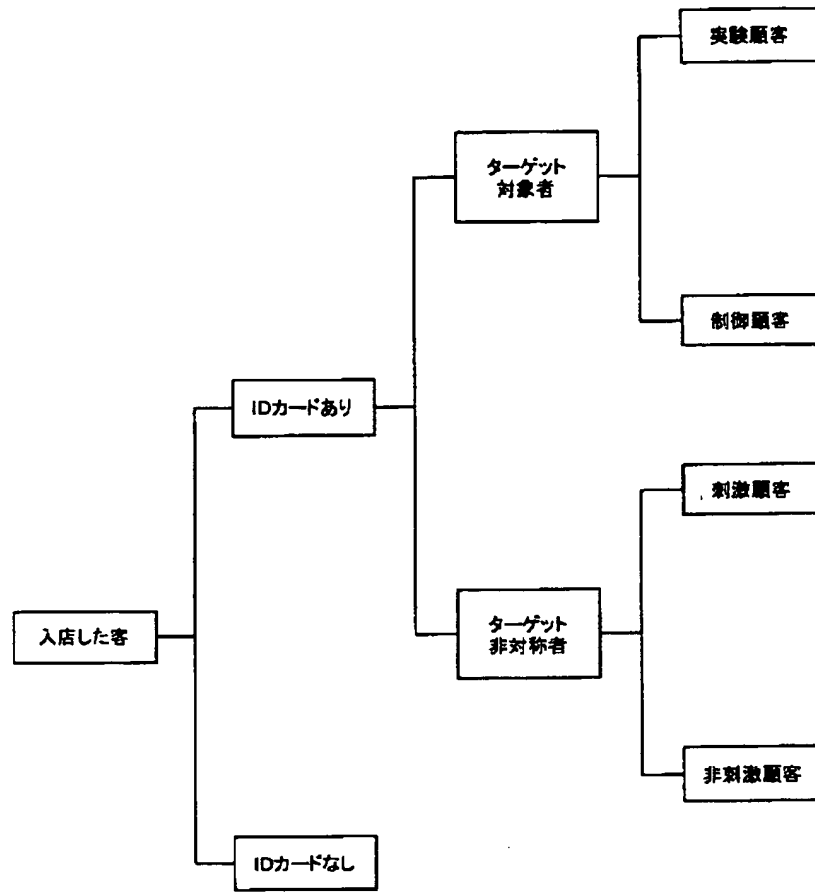 実験顧客
ターゲット
対象者
制御顧客
IDカードあり
刺激顧客
入店した客
ターゲット
非対称者
非刺激顧客
IDカードなし